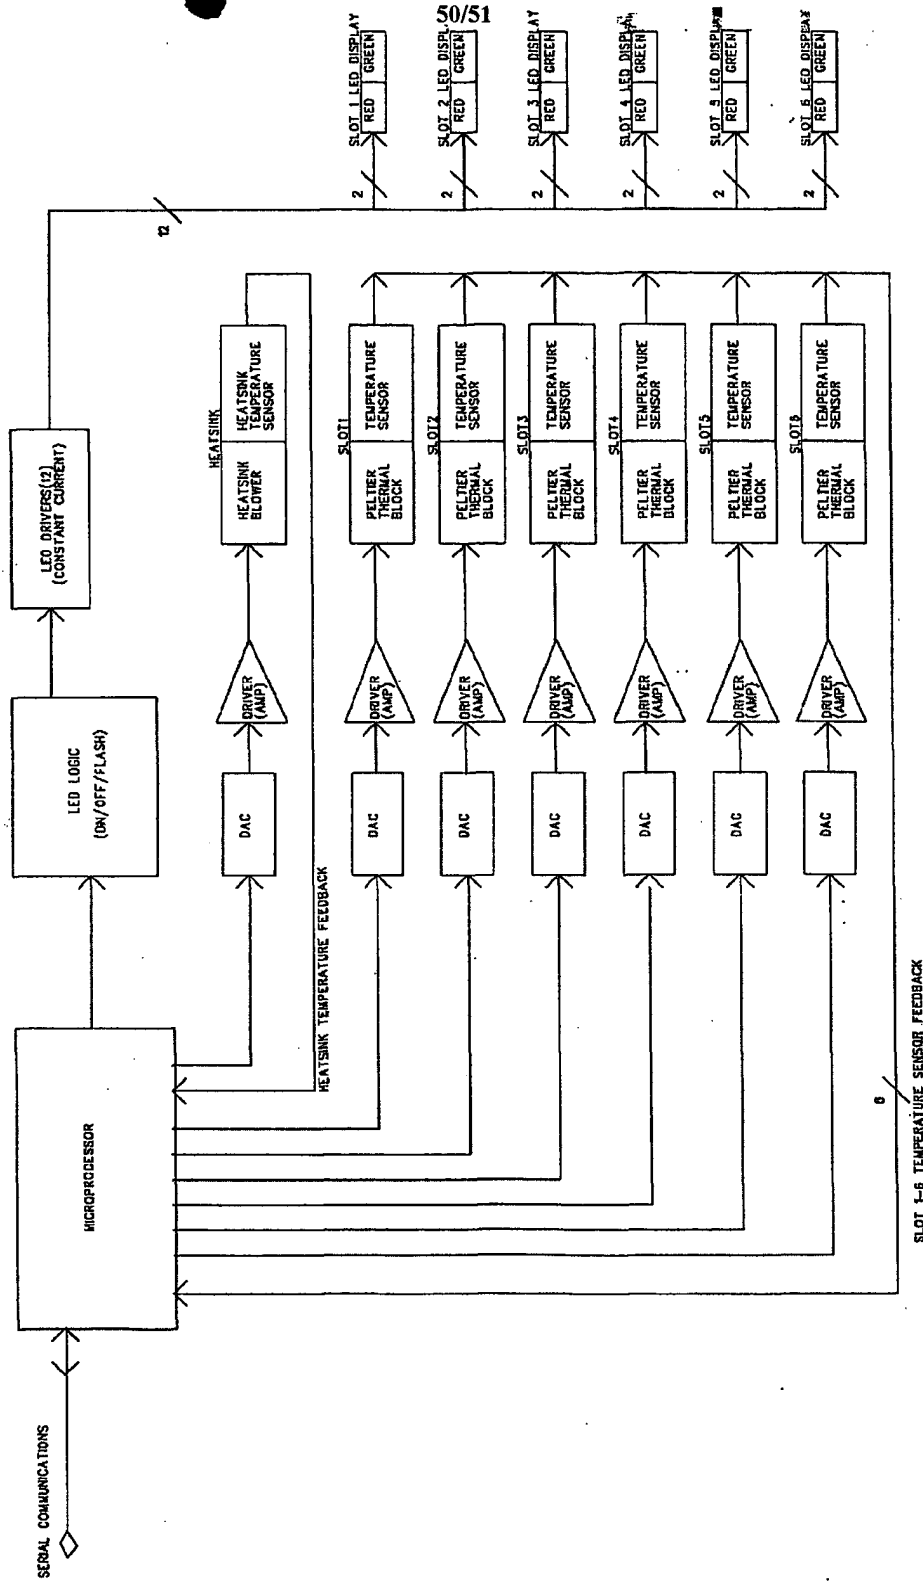 50/51
SERIAL COMMUNICATIONS
MICROPROCESSOR
LED LOGIC
(ON/OFF/FLASH)
LED DRIVERS(12)
(CONSTANT CURRENT)
12
HEATSINK
DAC
DRIVER
(AMP)
HEATSINK
BLOWER
HEATSINK
TEMPERATURE
SENSOR
HEATSINK TEMPERATURE FEEDBACK
SLOT1
DAC
DRIVER
(AMP)
PELTIER
THERMAL
BLOCK
TEMPERATURE
SENSOR
2
SLOT 1 LED DISPLAY
RED
GREEN
SLOT2
DAC
DRIVER
(AMP)
PELTIER
THERMAL
BLOCK
TEMPERATURE
SENSOR
2
SLOT 2 LED DISPL
RED
GREEN
SLOT3
DAC
DRIVER
(AMP)
PELTIER
THERMAL
BLOCK
TEMPERATURE
SENSOR
2
SLOT 3 LED DISPLAY
RED
GREEN
SLOT4
DAC
DRIVER
(AMP)
PELTIER
THERMAL
BLOCK
TEMPERATURE
SENSOR
2
SLOT 4 LED DISPLAY
RED
GREEN
SLOT5
DAC
DRIVER
(AMP)
PELTIER
THERMAL
BLOCK
TEMPERATURE
SENSOR
2
SLOT 5 LED DISPLAY
RED
GREEN
SLOT6
DAC
DRIVER
(AMP)
PELTIER
THERMAL
BLOCK
TEMPERATURE
SENSOR
2
SLOT 6 LED DISPLAY
RED
GREEN
6
SLOT 1-6 TEMPERATURE SENSOR FEEDBACK